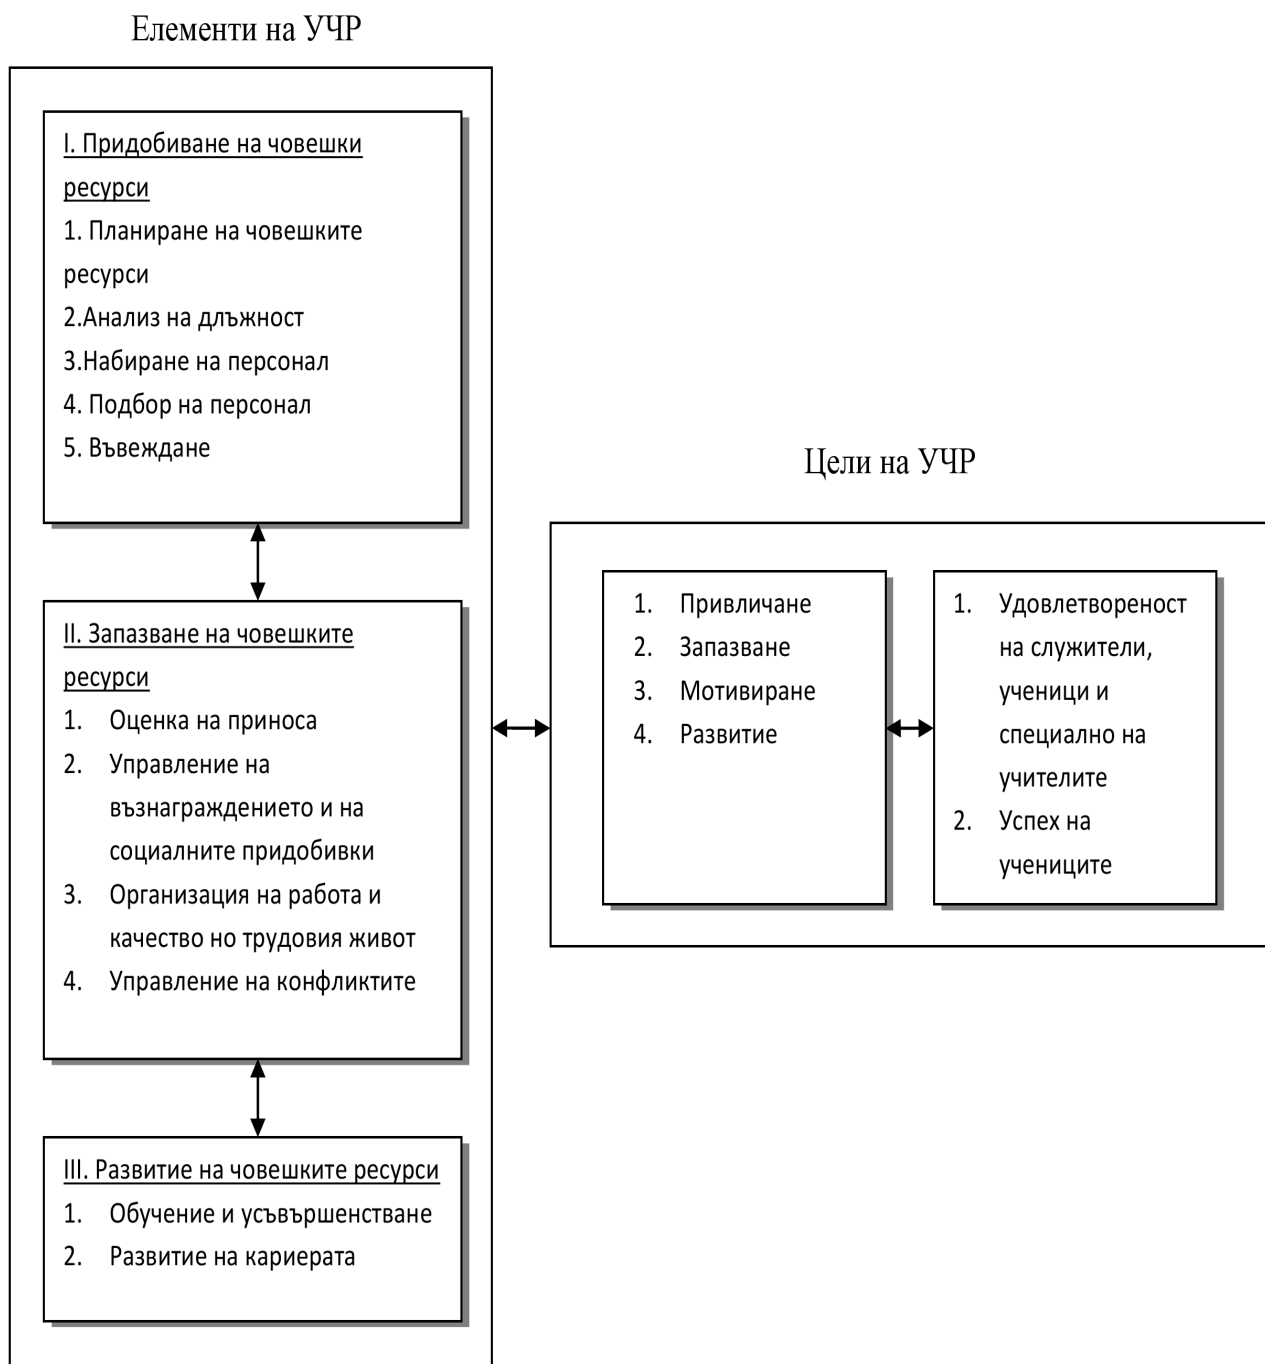 Елементи на УЧР
I. Придобиване на човешки
ресурси
1. Планиране на човешките
ресурси
2.Анализ на длъжност
3.Набиране на персонал
4. Подбор на персонал
5. Въвеждане
II. Запазване на човешките
ресурси
1. Оценка на приноса
2. Управление на
възнаграждението и на
социалните придобивки
3. Организация на работа и
качество но трудовия живот
4. Управление на конфликтите
III. Развитие на човешките ресурси
1. Обучение и усъвършенстване
2. Развитие на кариерата
Цели на УЧР
1. Привличане
2. Запазване
3. Мотивиране
4. Развитие
1. Удовлетвореност
на служители,
ученици и
специално на
учителите
2. Успех на
учениците